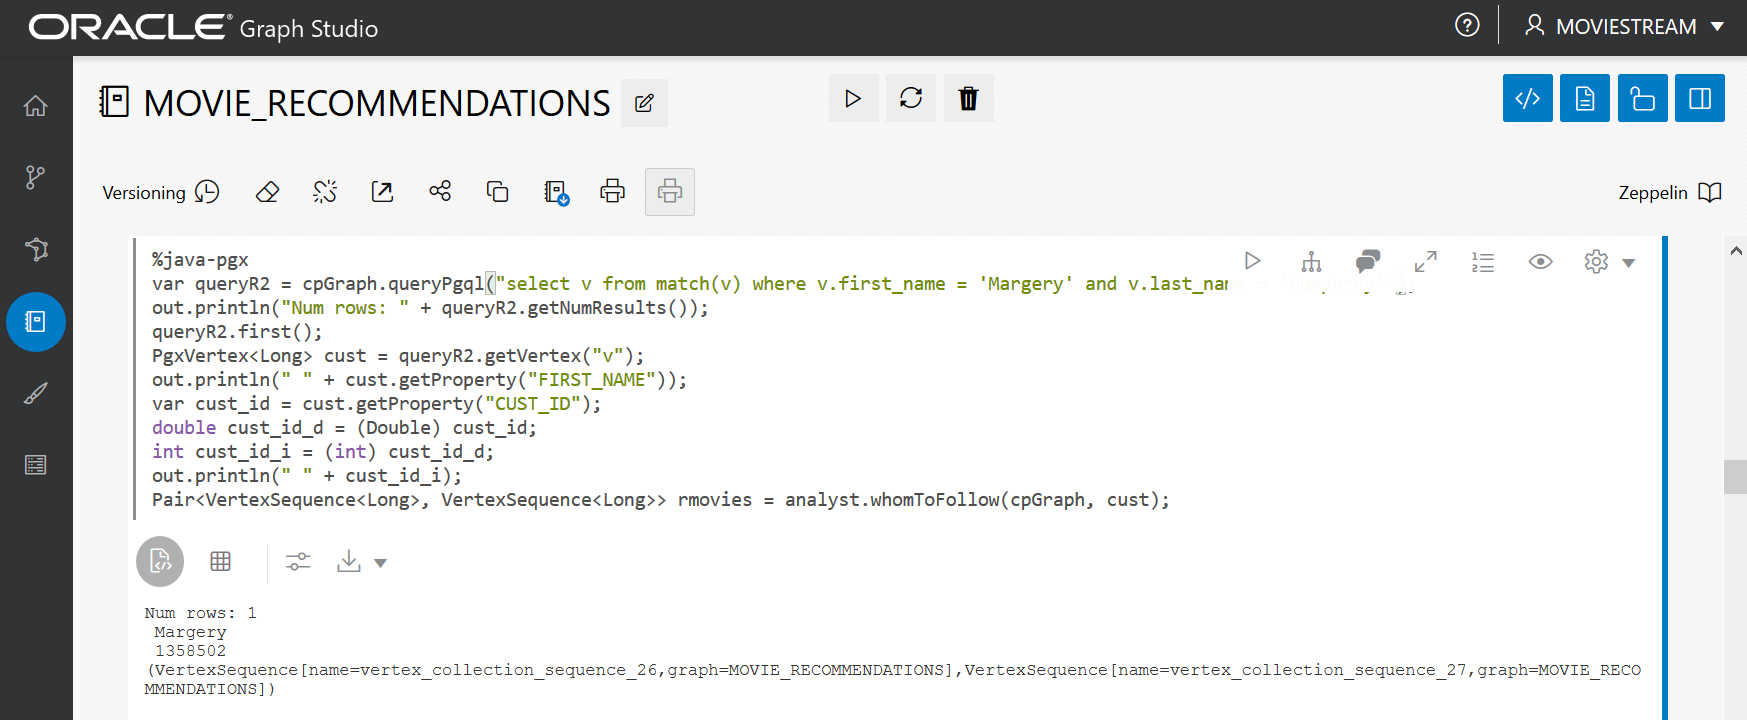 ORACLE® Graph Studio
MOVIESTREAM
MOVIE_RECOMMENDATIONS
Versioning
Zeppelin
%java-pgx
var queryR2 = cpGraph.queryPgql("select v from match(v) where v.first_name = 'Margery' and v.last_na
out.println("Num rows: " + queryR2.getNumResults());
queryR2.first();
PgxVertex<Long> cust = queryR2.getVertex("v");
out.println(" " + cust.getProperty("FIRST_NAME"));
var cust_id = cust.getProperty("CUST_ID");
double cust_id_d = (Double) cust_id;
int cust_id_i = (int) cust_id_d;
out.println(" " + cust_id_i);
Pair<VertexSequence<Long>, VertexSequence<Long>> rmovies = analyst.whomToFollow(cpGraph, cust);
Num rows: 1
Margery
1358502
(VertexSequence[name=vertex_collection_sequence_26,graph=MOVIE_RECOMMENDATIONS],VertexSequence[name=vertex_collection_sequence_27,graph=MOVIE_RECO
MMENDATIONS])